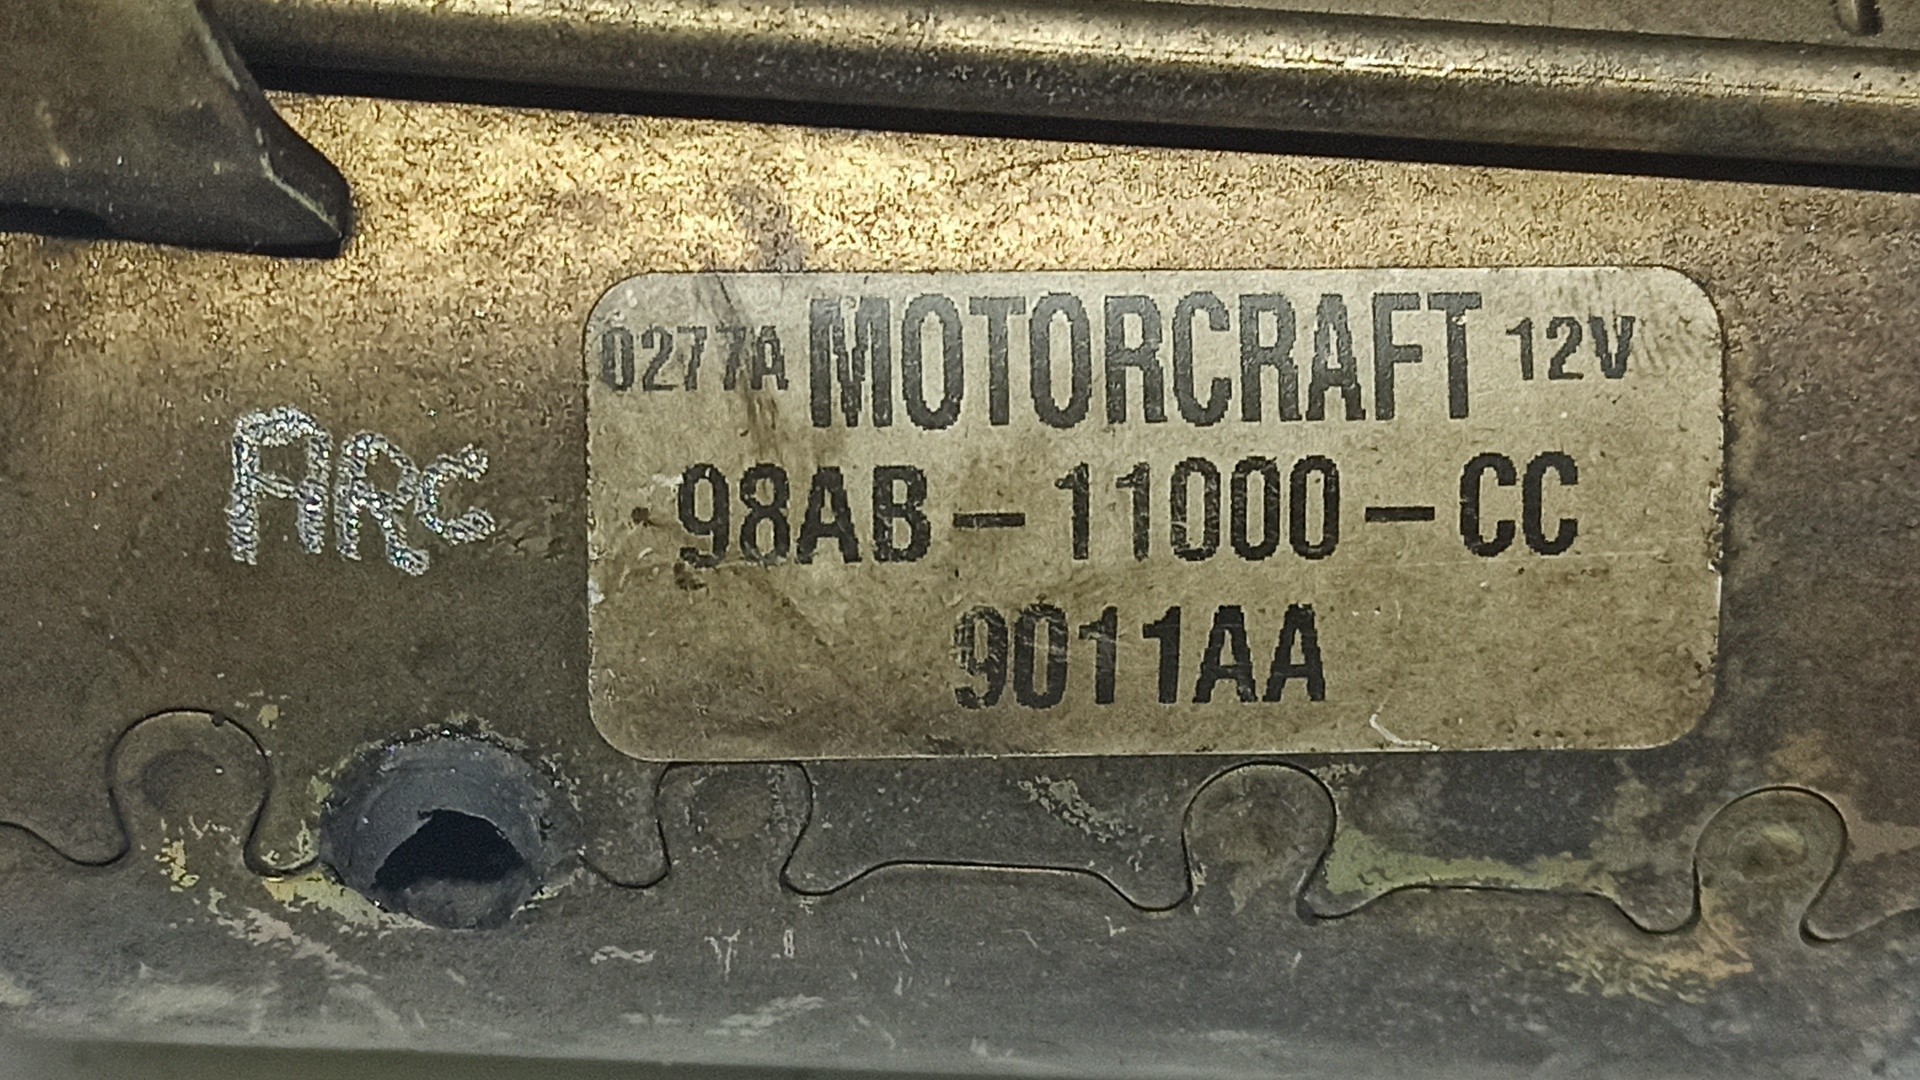 0277A MOTORCRAFT 12V
ARC
98AB-11000-CC
9011AA